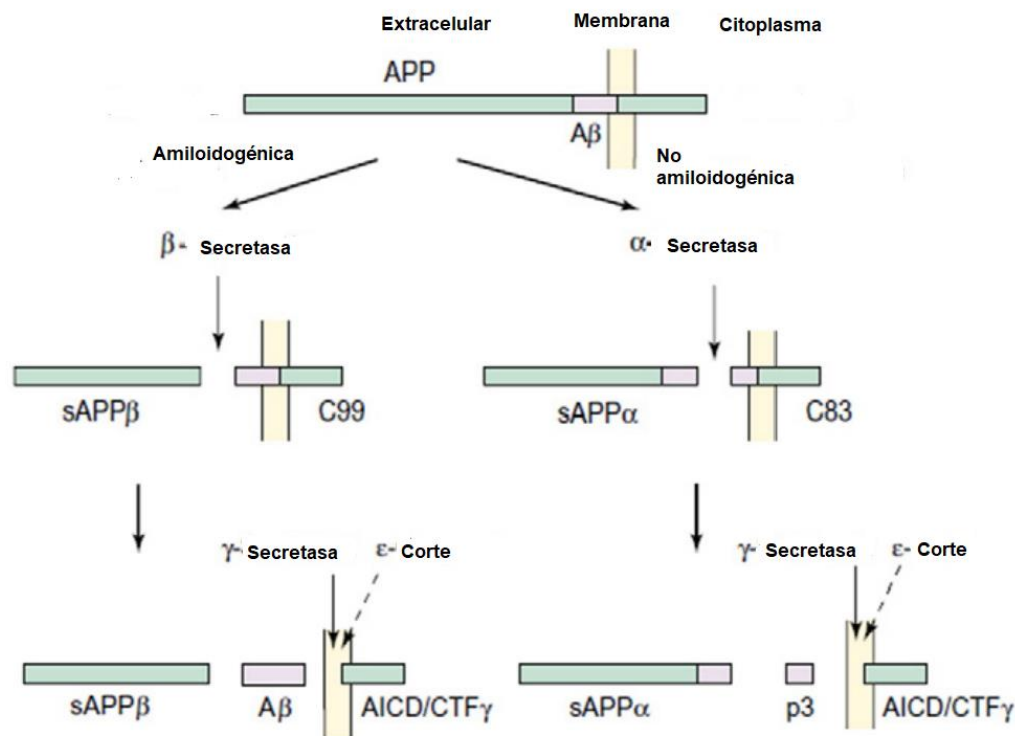 Extracelular Membrana Citoplasma
APP
Aβ
Amiloidogénica
No
amiloidogénica
β- Secretasa
α- Secretasa
sAPPβ C99 sAPPα C83
γ- Secretasa ε- Corte γ- Secretasa ε- Corte
sAPPβ Aβ AICD/CTFγ sAPPα p3 AICD/CTFγ